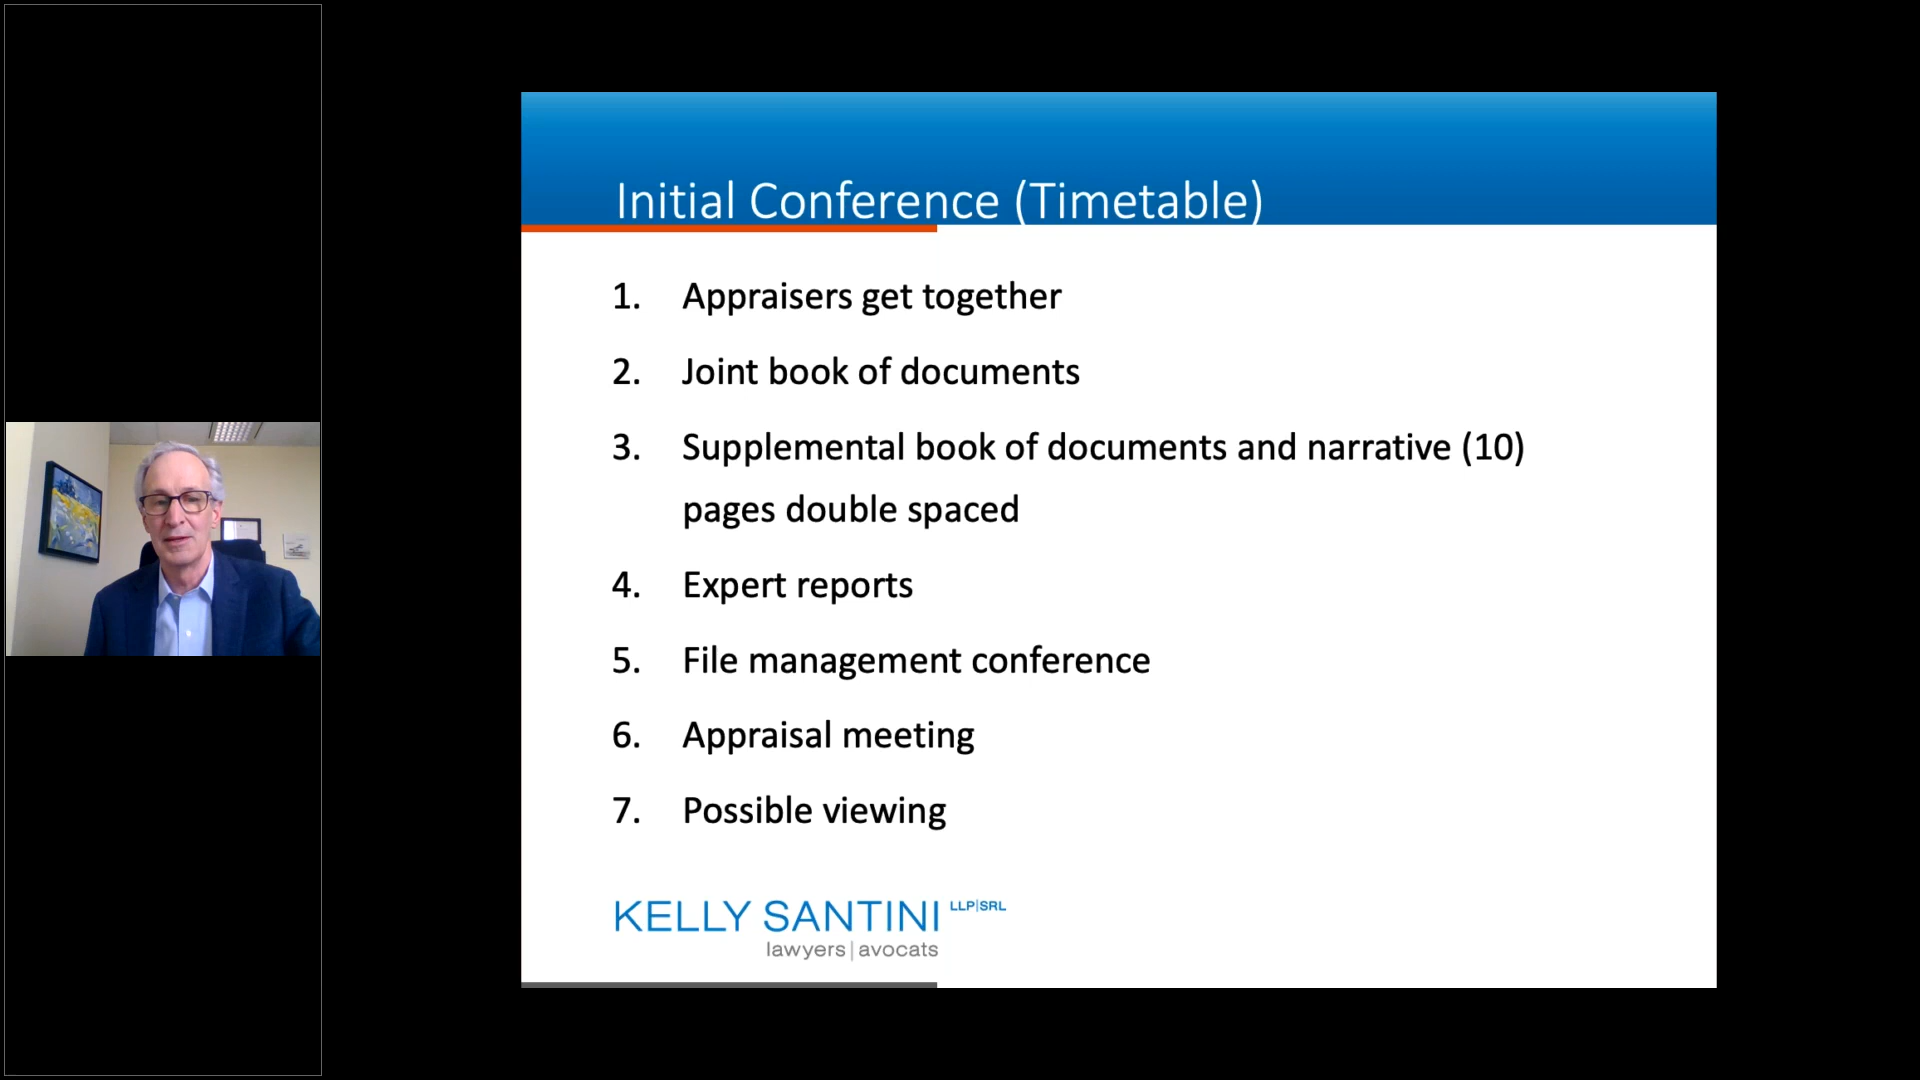 Initial Conference (Timetable)
1. Appraisers get together
2. Joint book of documents
3. Supplemental book of documents and narrative (10)
pages double spaced
4. Expert reports
5. File management conference
6. Appraisal meeting
7. Possible viewing
KELLY SANTINI LLP|SRL
lawyers|avocats